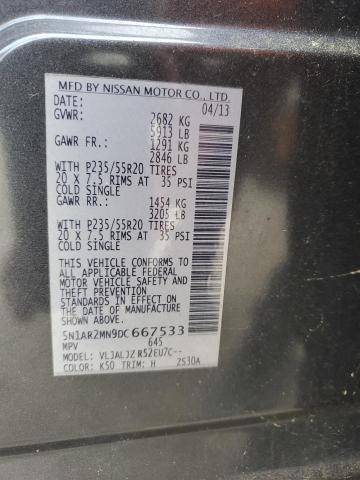 MFD BY NISSAN MOTOR CO., LTD.
DATE: 04/13
GVWR: 2682 KG
5913 LB
GAWR FR.: 1291 KG
2846 LB
WITH P235/55R20 TIRES
20 X 7.5 RIMS AT 35 PSI
COLD SINGLE
GAWR RR.: 1454 KG
3205 LB
WITH P235/55R20 TIRES
20 X 7.5 RIMS AT 35 PSI
COLD SINGLE
THIS VEHICLE CONFORMS TO
ALL APPLICABLE FEDERAL
MOTOR VEHICLE SAFETY
AND THEFT PREVENTION
STANDARDS IN EFFECT ON
THE DATE OF MANUFACTURE
SHOWN ABOVE.
5N1AR2MN9DC667533
MPV 645
MODEL: VLJALJZ R52EU7C--
COLOR: K50 TRIM: H 2530A